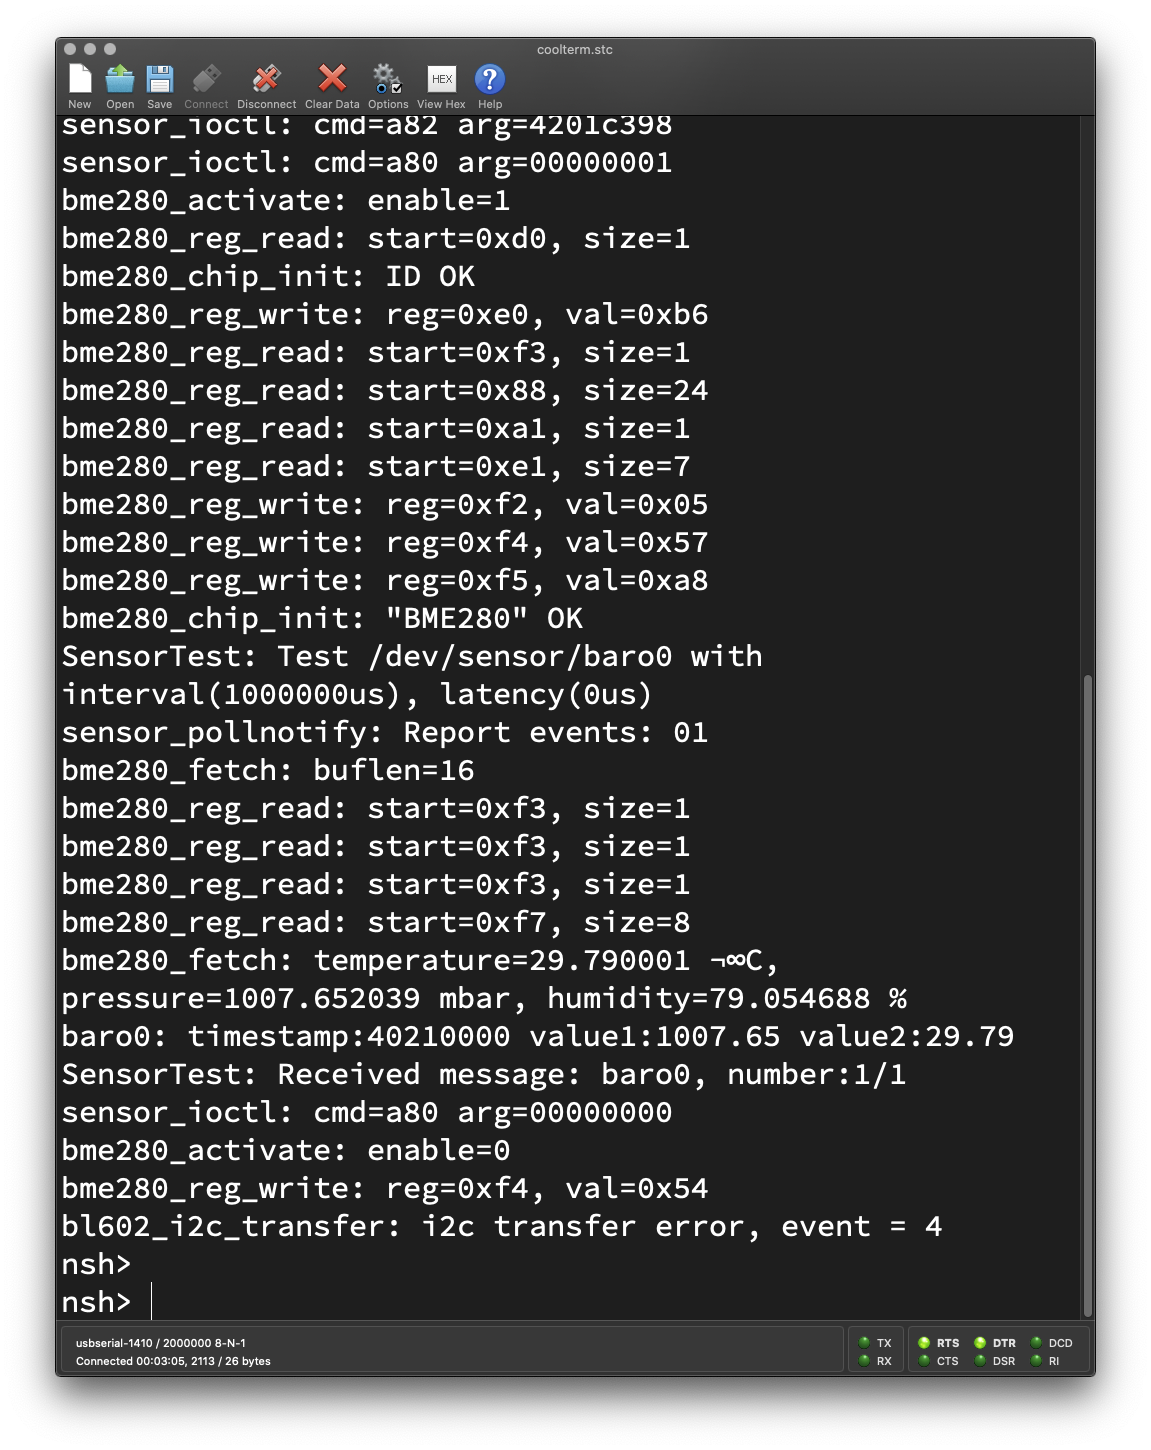 coolterm.stc
New Open Save Connect Disconnect Clear Data Options HEX View Hex ? Help
sensor_ioctl: cmd=a82 arg=4201c398
sensor_ioctl: cmd=a80 arg=00000001
bme280_activate: enable=1
bme280_reg_read: start=0xd0, size=1
bme280_chip_init: ID OK
bme280_reg_write: reg=0xe0, val=0xb6
bme280_reg_read: start=0xf3, size=1
bme280_reg_read: start=0x88, size=24
bme280_reg_read: start=0xa1, size=1
bme280_reg_read: start=0xe1, size=7
bme280_reg_write: reg=0xf2, val=0x05
bme280_reg_write: reg=0xf4, val=0x57
bme280_reg_write: reg=0xf5, val=0xa8
bme280_chip_init: "BME280" OK
SensorTest: Test /dev/sensor/baro0 with
interval(1000000us), latency(0us)
sensor_pollnotify: Report events: 01
bme280_fetch: buflen=16
bme280_reg_read: start=0xf3, size=1
bme280_reg_read: start=0xf3, size=1
bme280_reg_read: start=0xf3, size=1
bme280_reg_read: start=0xf7, size=8
bme280_fetch: temperature=29.790001 ¬∞C,
pressure=1007.652039 mbar, humidity=79.054688 %
baro0: timestamp:40210000 value1:1007.65 value2:29.79
SensorTest: Received message: baro0, number:1/1
sensor_ioctl: cmd=a80 arg=00000000
bme280_activate: enable=0
bme280_reg_write: reg=0xf4, val=0x54
bl602_i2c_transfer: i2c transfer error, event = 4
nsh>
nsh>
usbserial-1410 / 2000000 8-N-1
Connected 00:03:05, 2113 / 26 bytes
TX RTS DTR DCD
RX CTS DSR RI